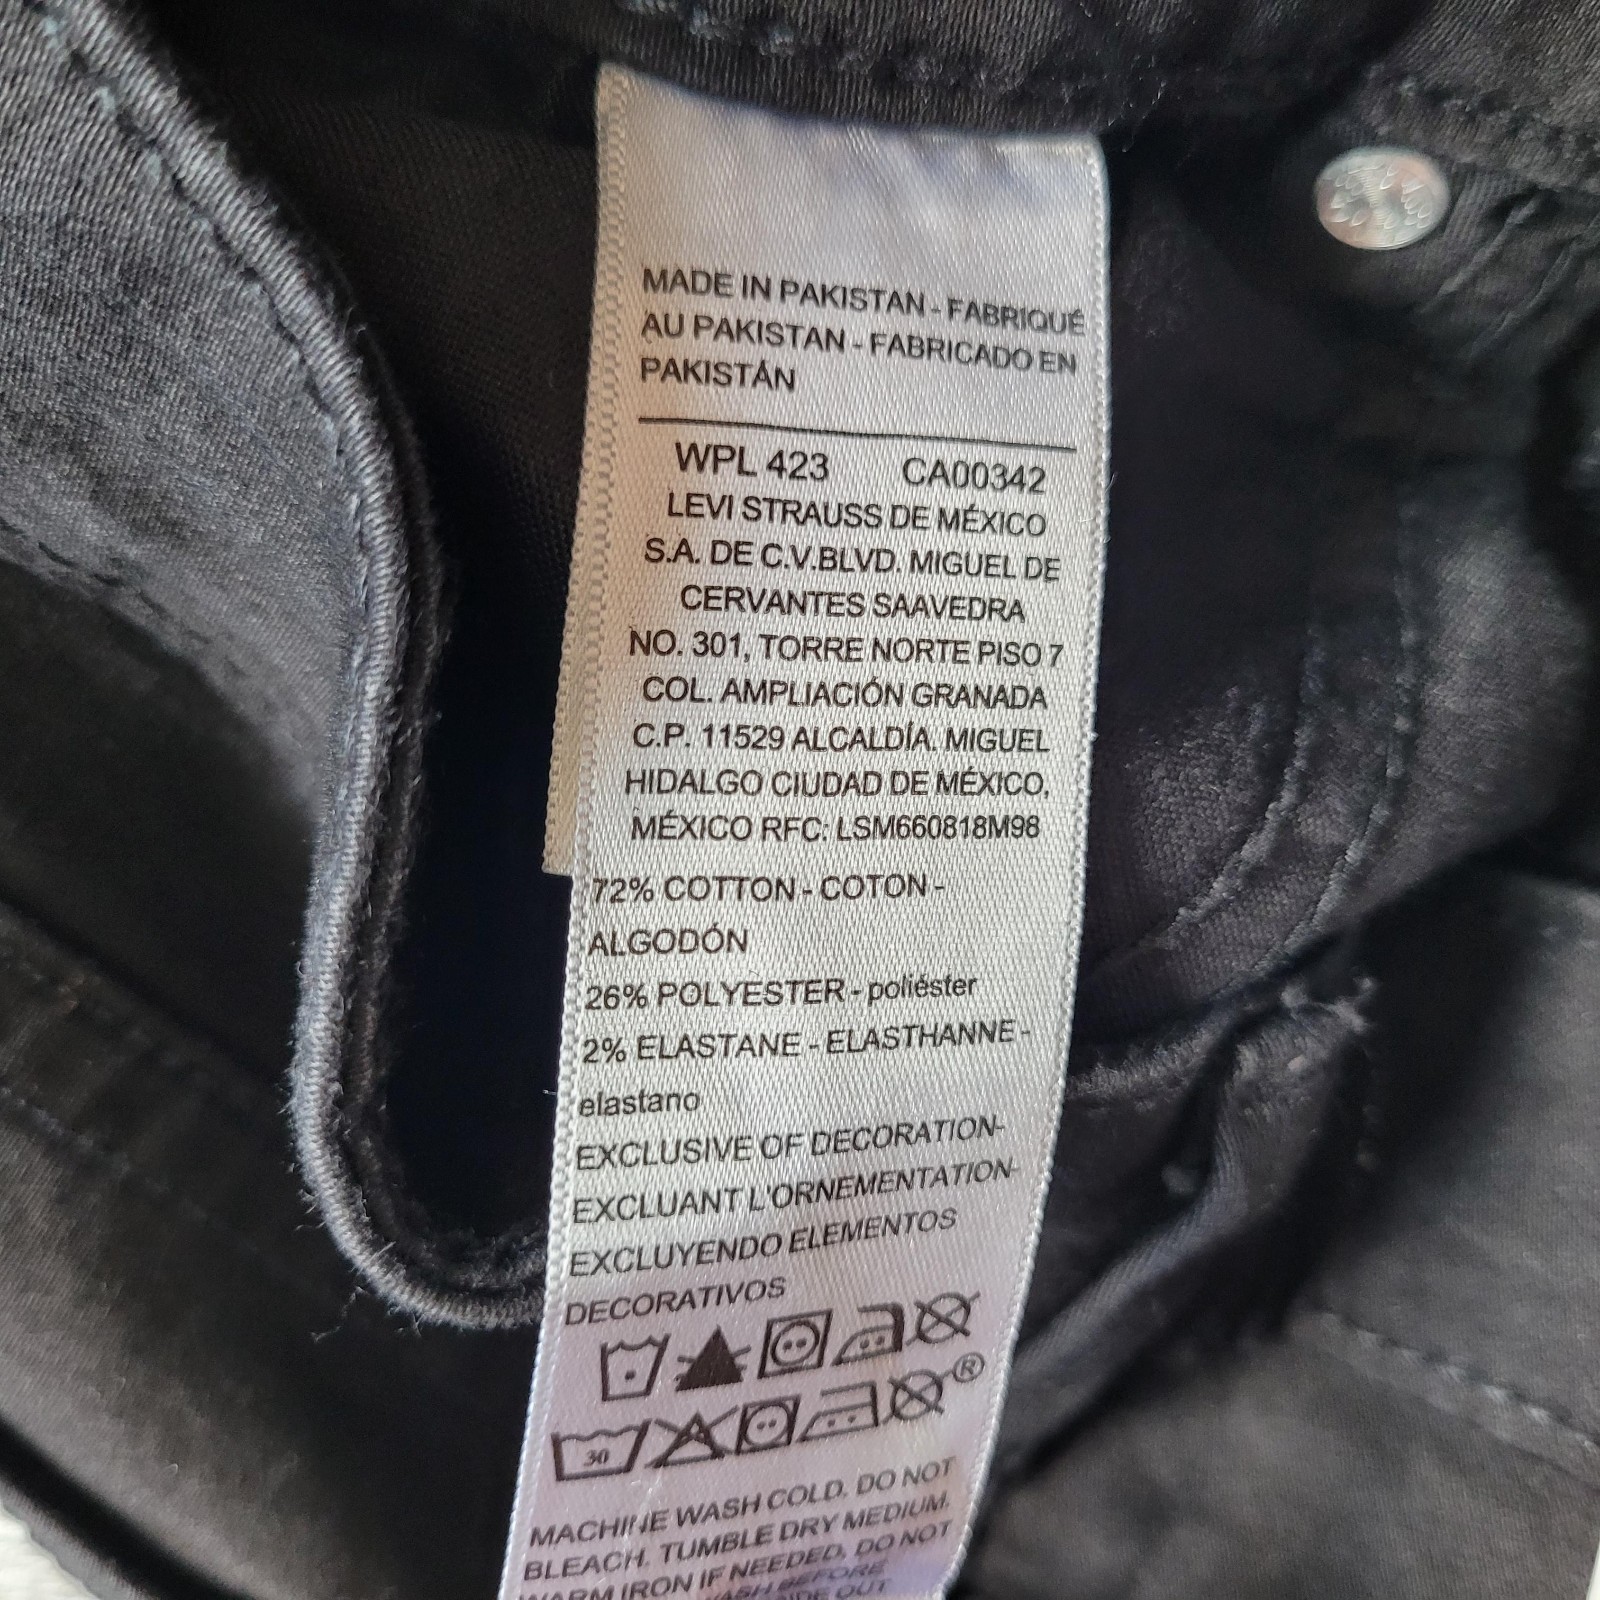 MADE IN PAKISTAN - FABRIQUÉ
AU PAKISTAN - FABRICADO EN
PAKISTÁN
WPL 423 CA00342
LEVI STRAUSS DE MÉXICO
S.A. DE C.V.BLVD. MIGUEL DE
CERVANTES SAAVEDRA
NO. 301, TORRE NORTE PISO 7
COL. AMPLIACIÓN GRANADA
C.P. 11529 ALCALDÍA. MIGUEL
HIDALGO CIUDAD DE MÉXICO,
MÉXICO RFC: LSM660818M98
72% COTTON - COTON -
ALGODÓN
26% POLYESTER - poliéster
2% ELASTANE - ELASTHANNE -
elastano
EXCLUSIVE OF DECORATION-
EXCLUANT L'ORNEMENTATION-
EXCLUYENDO ELEMENTOS
DECORATIVOS
®
30
MACHINE WASH COLD. DO NOT
BLEACH. TUMBLE DRY MEDIUM.
WARM IRON IF NEEDED, DO NOT
WASH BEFORE
SIDE OUT